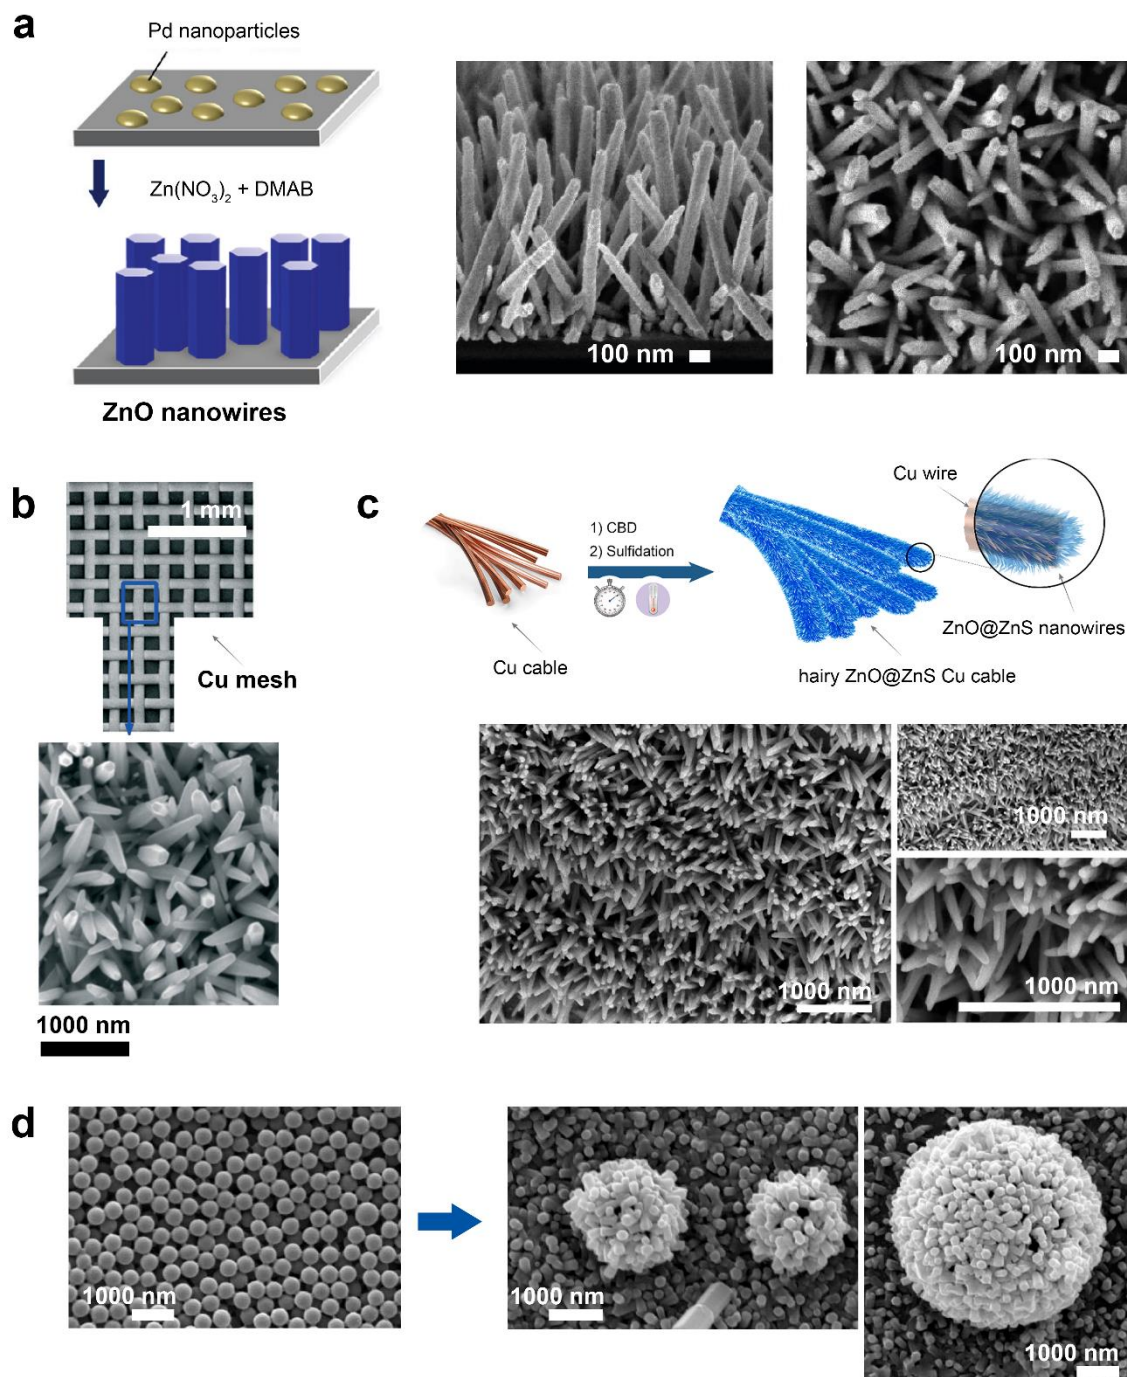 a
Pd nanoparticles
Zn(NO₃)₂ + DMAB
ZnO nanowires
100 nm
100 nm
b
1 mm
Cu mesh
1000 nm
c
Cu cable
1) CBD
2) Sulfidation
Cu wire
ZnO@ZnS nanowires
hairy ZnO@ZnS Cu cable
1000 nm
1000 nm
1000 nm
d
1000 nm
1000 nm
1000 nm